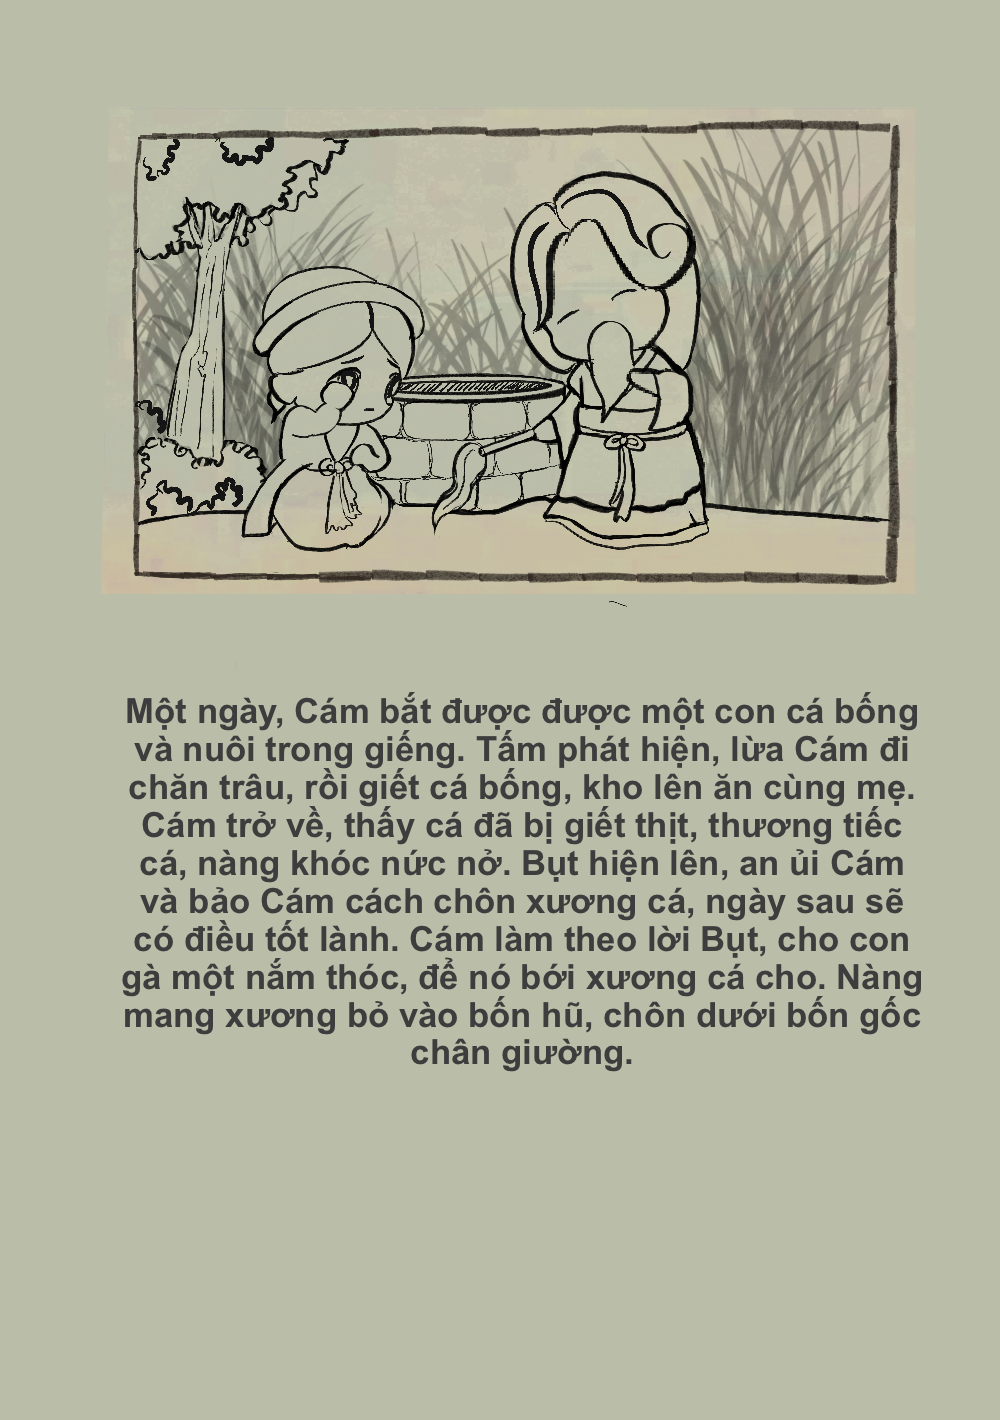 Một ngày, Cám bắt được được một con cá bống
và nuôi trong giếng. Tấm phát hiện, lừa Cám đi
chăn trâu, rồi giết cá bống, kho lên ăn cùng mẹ.
Cám trở về, thấy cá đã bị giết thịt, thương tiếc
cá, nàng khóc nức nở. Bụt hiện lên, an ủi Cám
và bảo Cám cách chôn xương cá, ngày sau sẽ
có điều tốt lành. Cám làm theo lời Bụt, cho con
gà một nắm thóc, để nó bới xương cá cho. Nàng
mang xương bỏ vào bốn hũ, chôn dưới bốn gốc
chân giường.